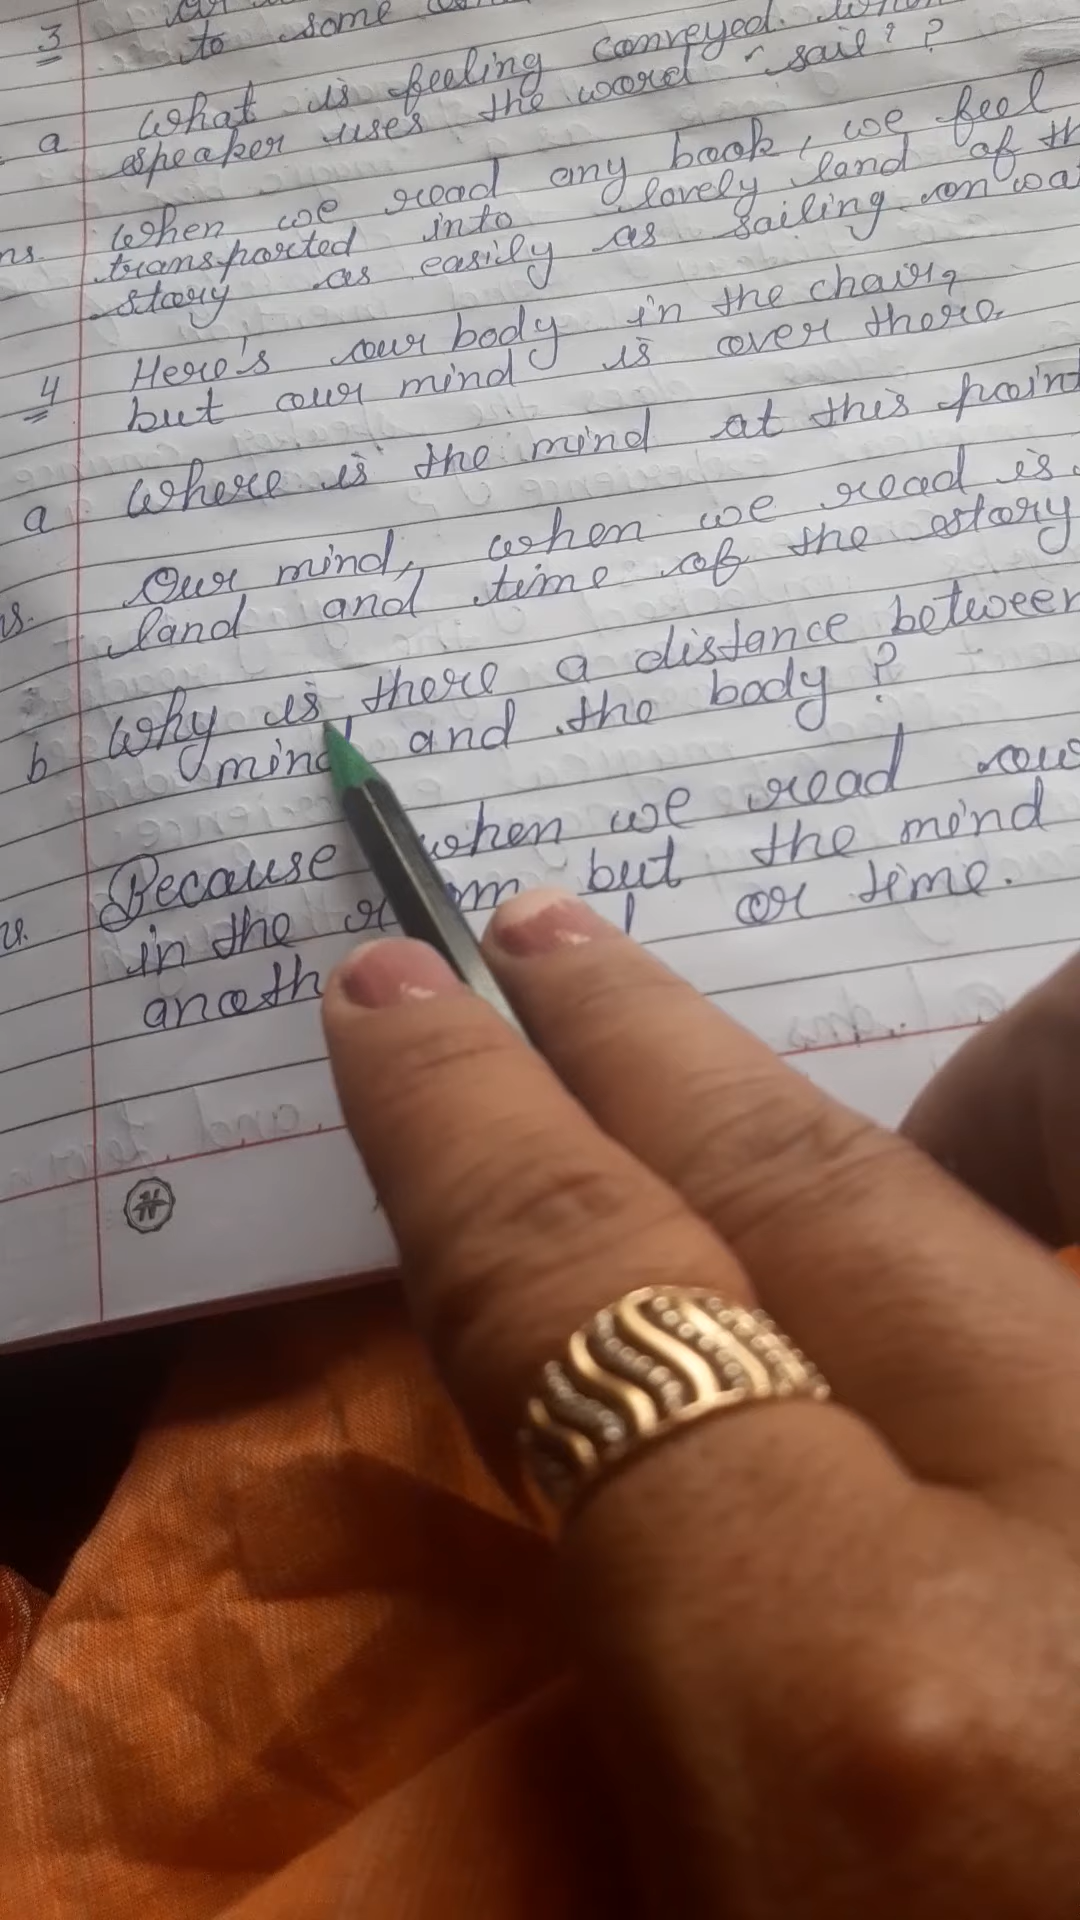 3
to some
a What is feeling conveyed. when
speaker uses the word 'sail'?
ns. When we read any book, we feel
transported into lovely land of th
story as easily as sailing on wa
4 Here's our body in the chair,
but our mind is over there.
a Where is the mind at this point
s. Our mind, when we read is
land and time of the story
b Why is there a distance between
mind and the body?
Because when we read
in the but the mind
anoth or time.